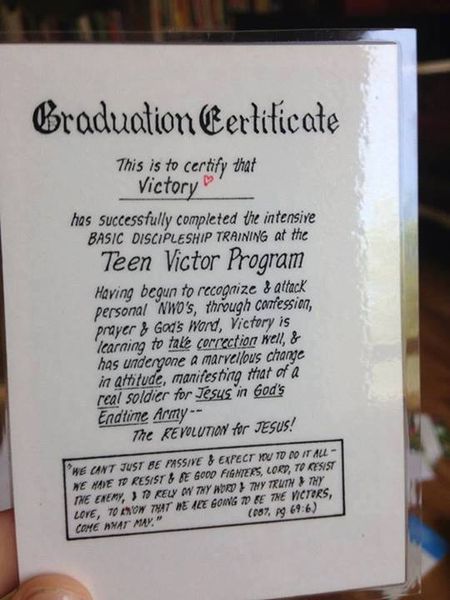 Graduation Certificate
This is to certify that
Victory ♡
has successfully completed the intensive
BASIC DISCIPLESHIP TRAINING at the
Teen Victor Program
Having begun to recognize & attack
personal NWO's, through confession,
prayer & God's Word, Victory is
learning to take correction well, &
has undergone a marvellous change
in attitude, manifesting that of a
real soldier for Jesus in God's
Endtime Army--
The REVOLUTION for JESUS!
"WE CAN'T JUST BE PASSIVE & EXPECT YOU TO DO IT ALL -
WE HAVE TO RESIST & BE GOOD FIGHTERS, LORD, TO RESIST
THE ENEMY, & TO RELY ON THY WORD & THY TRUTH & THY
LOVE, TO KNOW THAT WE ARE GOING TO BE THE VICTORS,
COME WHAT MAY." (DB7, pg 69:6)